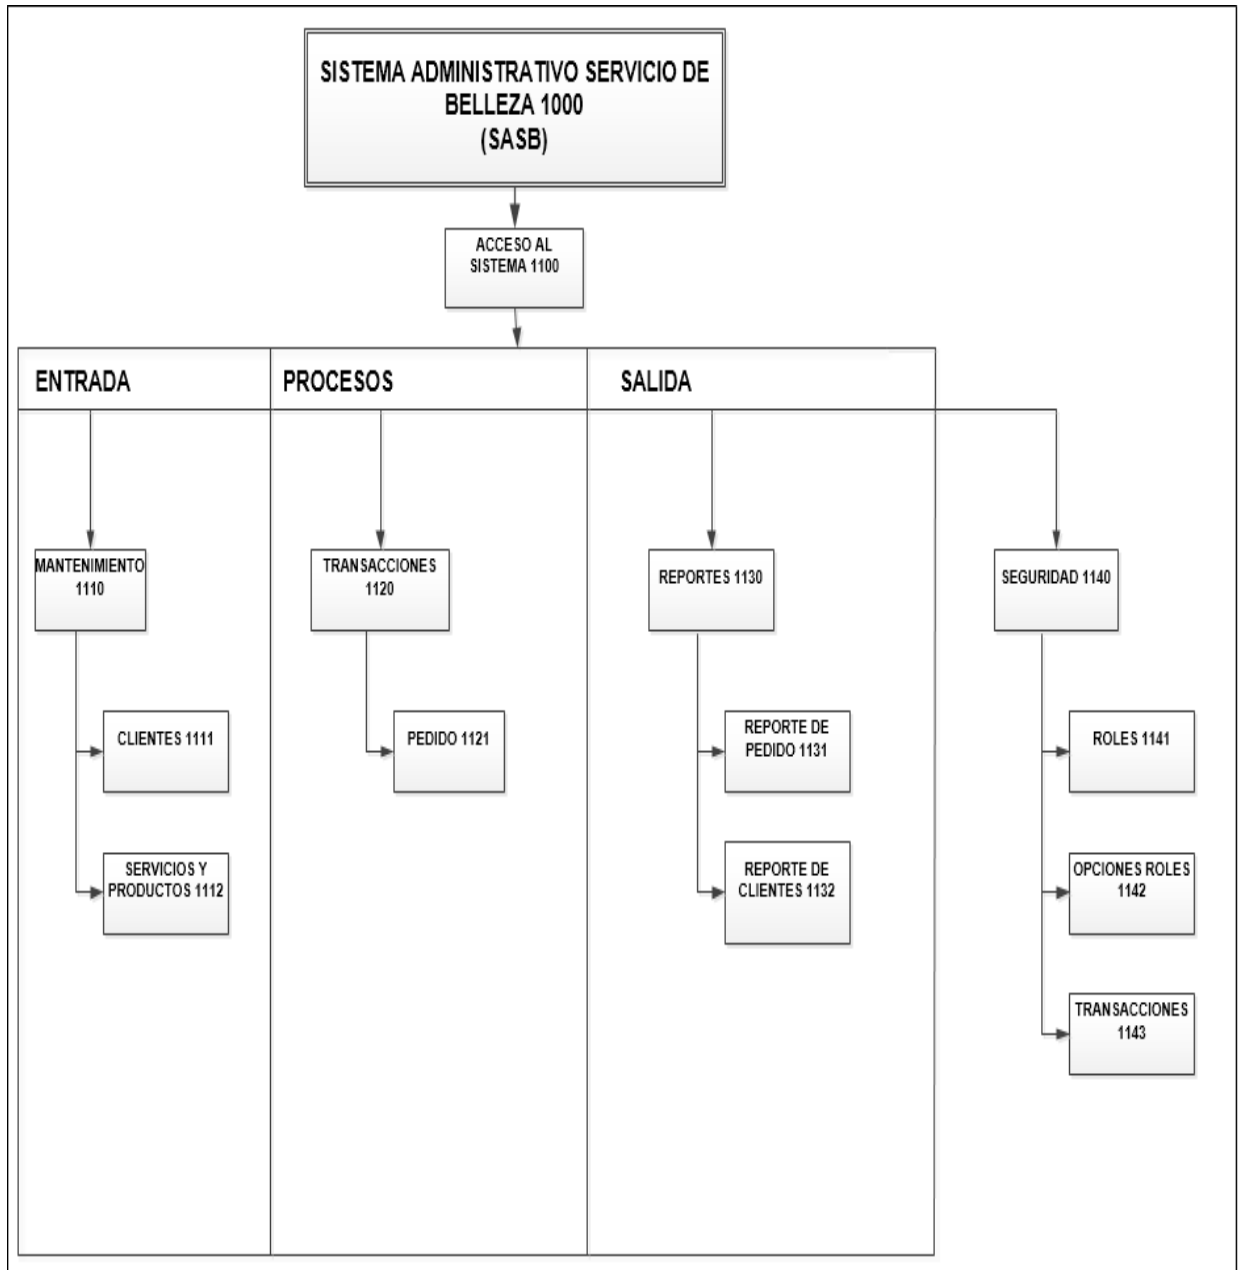 SISTEMA ADMINISTRATIVO SERVICIO DE
BELLEZA 1000
(SASB)
ACCESO AL
SISTEMA 1100
ENTRADA
PROCESOS
SALIDA
MANTENIMIENTO
1110
TRANSACCIONES
1120
REPORTES 1130
SEGURIDAD 1140
CLIENTES 1111
PEDIDO 1121
REPORTE DE
PEDIDO 1131
ROLES 1141
SERVICIOS Y
PRODUCTOS 1112
REPORTE DE
CLIENTES 1132
OPCIONES ROLES
1142
TRANSACCIONES
1143